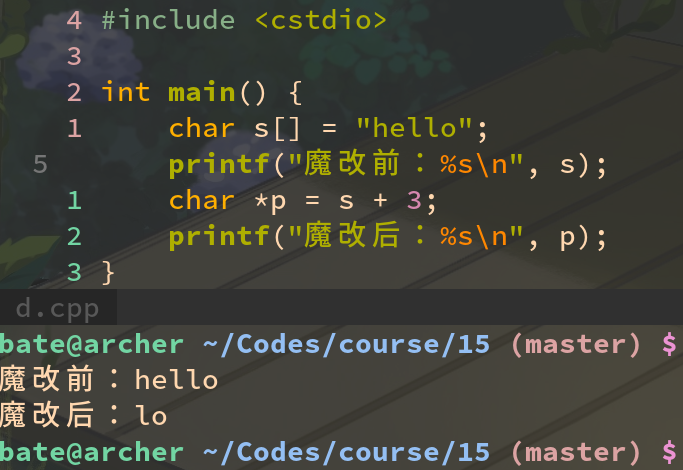 4 #include <cstdio>
3
2 int main() {
1     char s[] = "hello";
5     printf("魔改前：%s\n", s);
1     char *p = s + 3;
2     printf("魔改后：%s\n", p);
3 }
d.cpp
bate@archer ~/Codes/course/15 (master) $
魔改前：hello
魔改后：lo
bate@archer ~/Codes/course/15 (master) $